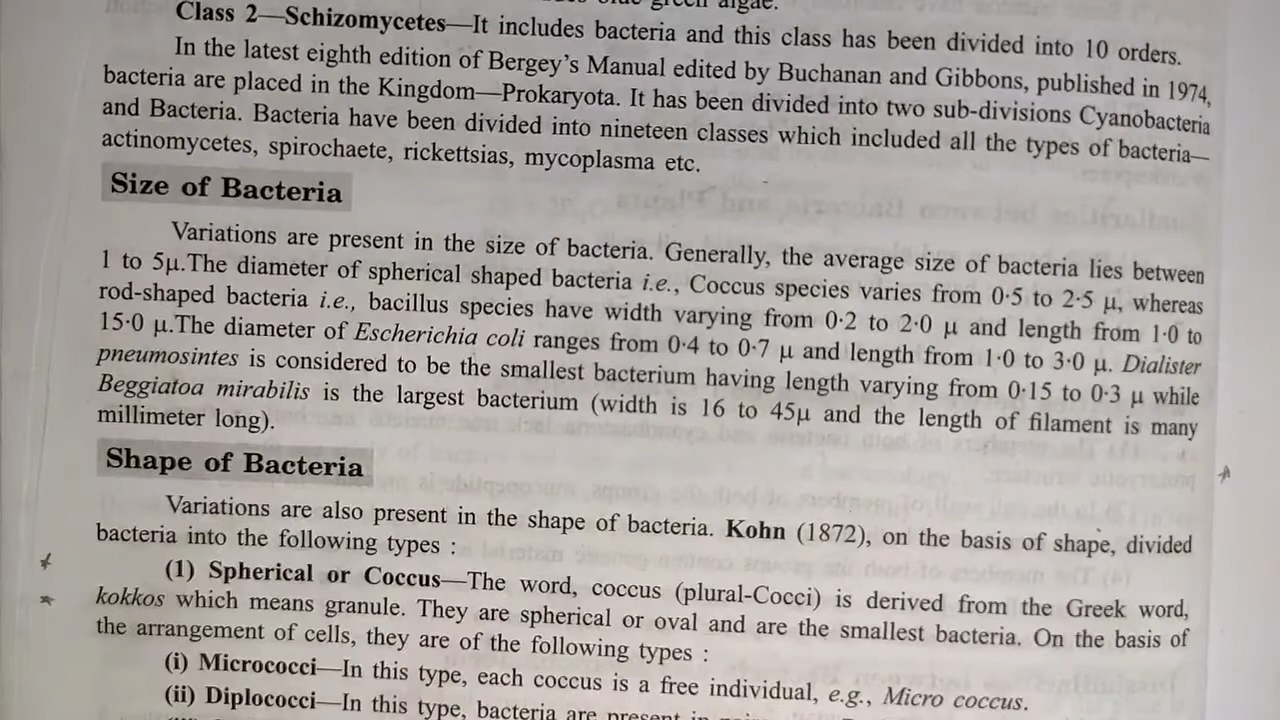 blue green algae.
Class 2—Schizomycetes—It includes bacteria and this class has been divided into 10 orders.
In the latest eighth edition of Bergey's Manual edited by Buchanan and Gibbons, published in 1974,
bacteria are placed in the Kingdom—Prokaryota. It has been divided into two sub-divisions Cyanobacteria
and Bacteria. Bacteria have been divided into nineteen classes which included all the types of bacteria—
actinomycetes, spirochaete, rickettsias, mycoplasma etc.
Size of Bacteria
Variations are present in the size of bacteria. Generally, the average size of bacteria lies between
1 to 5μ.The diameter of spherical shaped bacteria i.e., Coccus species varies from 0·5 to 2·5 μ, whereas
rod-shaped bacteria i.e., bacillus species have width varying from 0·2 to 2·0 μ and length from 1·0 to
15·0 μ.The diameter of Escherichia coli ranges from 0·4 to 0·7 μ and length from 1·0 to 3·0 μ. Dialister
pneumosintes is considered to be the smallest bacterium having length varying from 0·15 to 0·3 μ while
Beggiatoa mirabilis is the largest bacterium (width is 16 to 45μ and the length of filament is many
millimeter long).
Shape of Bacteria
Variations are also present in the shape of bacteria. Kohn (1872), on the basis of shape, divided
bacteria into the following types :
(1) Spherical or Coccus—The word, coccus (plural-Cocci) is derived from the Greek word,
kokkos which means granule. They are spherical or oval and are the smallest bacteria. On the basis of
the arrangement of cells, they are of the following types :
(i) Micrococci—In this type, each coccus is a free individual, e.g., Micro coccus.
(ii) Diplococci—In this type, bacteria are present in